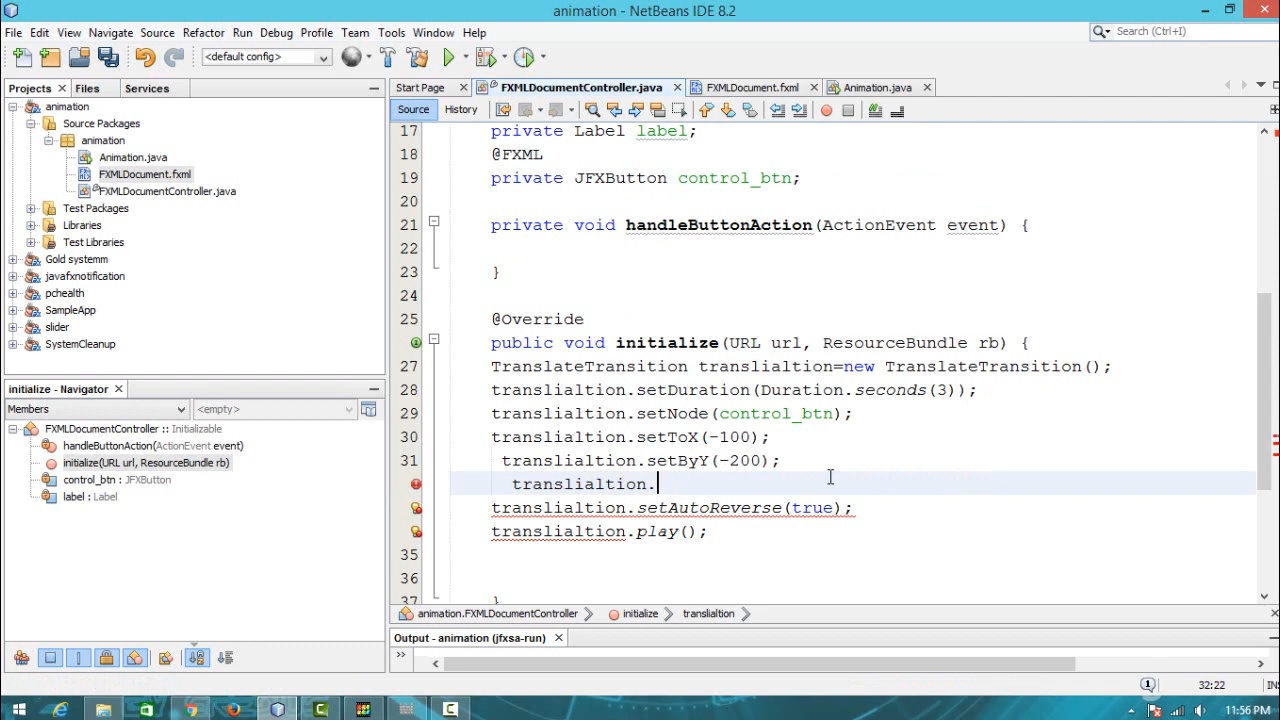 animation - NetBeans IDE 8.2
File Edit View Navigate Source Refactor Run Debug Profile Team Tools Window Help
Search (Ctrl+I)
<default config>
Projects Files Services
Start Page FXMLDocumentController.java FXMLDocument.fxml Animation.java
Source History
animation
Source Packages
animation
Animation.java
FXMLDocument.fxml
FXMLDocumentController.java
Test Packages
Libraries
Test Libraries
Gold systemm
javafxnotification
pchealth
SampleApp
slider
SystemCleanup
initialize - Navigator
Members <empty>
FXMLDocumentController :: Initializable
handleButtonAction(ActionEvent event)
initialize(URL url, ResourceBundle rb)
control_btn : JFXButton
label : Label
17 private Label label;
18 @FXML
19 private JFXButton control_btn;
20
21 private void handleButtonAction(ActionEvent event) {
22
23 }
24
25 @Override
public void initialize(URL url, ResourceBundle rb) {
27 TranslateTransition translialtion=new TranslateTransition();
28 translialtion.setDuration(Duration.seconds(3));
29 translialtion.setNode(control_btn);
30 translialtion.setToX(-100);
31 translialtion.setByY(-200);
translialtion.
translialtion.setAutoReverse(true);
translialtion.play();
35
36
37 }
animation.FXMLDocumentController initialize translialtion
Output - animation (jfxsa-run)
1 32:22 INS
11:56 PM